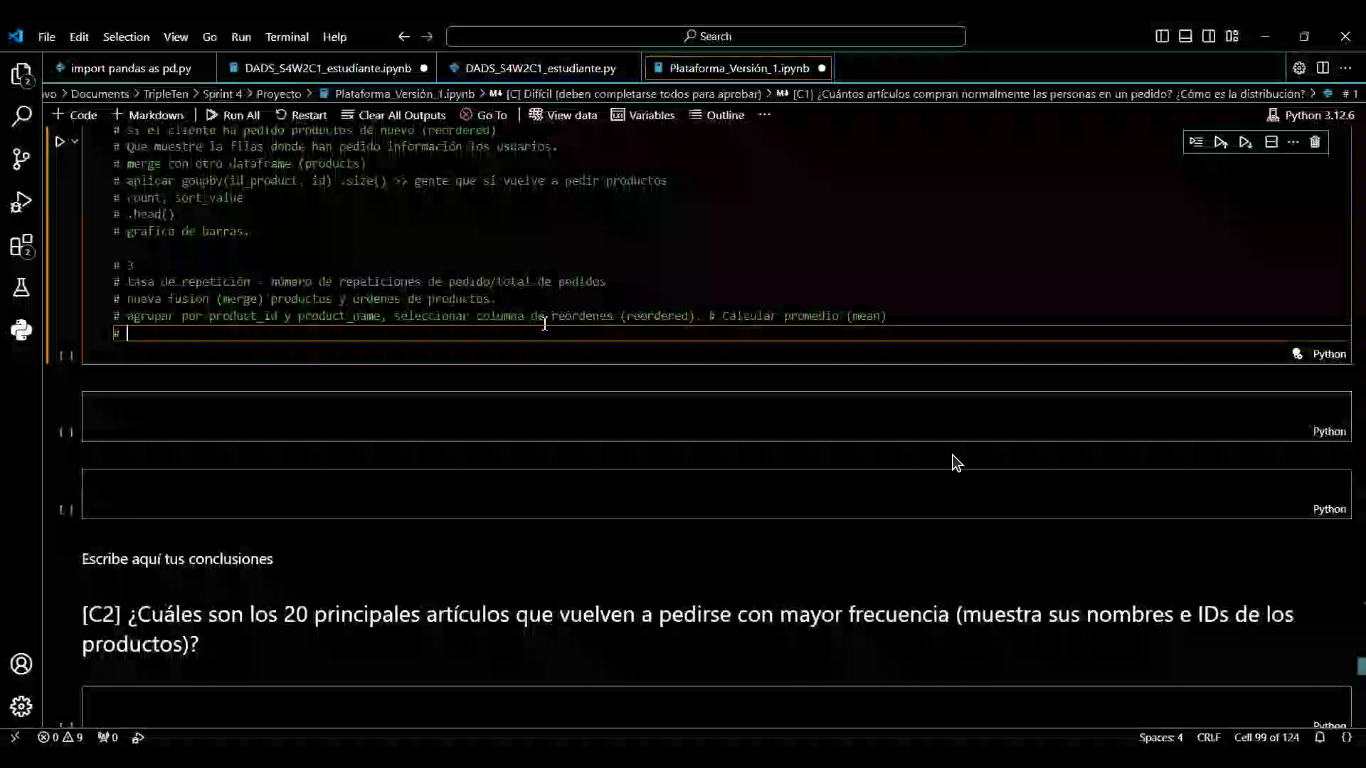 File Edit Selection View Go Run Terminal Help Search
import pandas as pd.py DADS_S4W2C1_estudiante.ipynb DADS_S4W2C1_estudiante.py Plataforma_Versión_1.ipynb
vo > Documents > TripleTen > Sprint 4 > Proyecto > Plataforma_Versión_1.ipynb > [C] Difícil (deben completarse todos para aprobar) > [C1] ¿Cuántos artículos compran normalmente las personas en un pedido? ¿Cómo es la distribución? > # 1
+ Code + Markdown Run All Restart Clear All Outputs Go To View data Variables Outline ... Python 3.12.6
# si el cliente ha pedido productos de nuevo (reordered)
# Que muestre la filas donde han pedido información los usuarios.
# merge con otro dataframe (products)
# aplicar goupby(id_product, id) .size() >> gente que sí vuelve a pedir productos
# count, sort_value
# .head()
# grafico de barras.
# 3
# tasa de repetición - número de repeticiones de pedido/total de pedidos
# nueva fusion (merge) productos y ordenes de productos.
# agrupar por product_id y product_name, seleccionar columna de reordenes (reordered). # Calcular promedio (mean)
#
[ ] Python
[ ] Python
[ ] Python
Escribe aquí tus conclusiones
[C2] ¿Cuáles son los 20 principales artículos que vuelven a pedirse con mayor frecuencia (muestra sus nombres e IDs de los
productos)?
Python
0 9 0 Spaces: 4 CRLF Cell 99 of 124